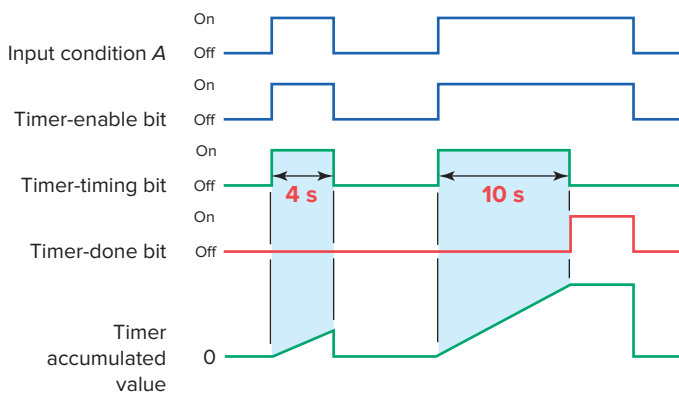 On
Input condition A
Off
On
Timer-enable bit
Off
On
Timer-timing bit
Off
4 s
10 s
On
Timer-done bit
Off
Timer
accumulated
value
0